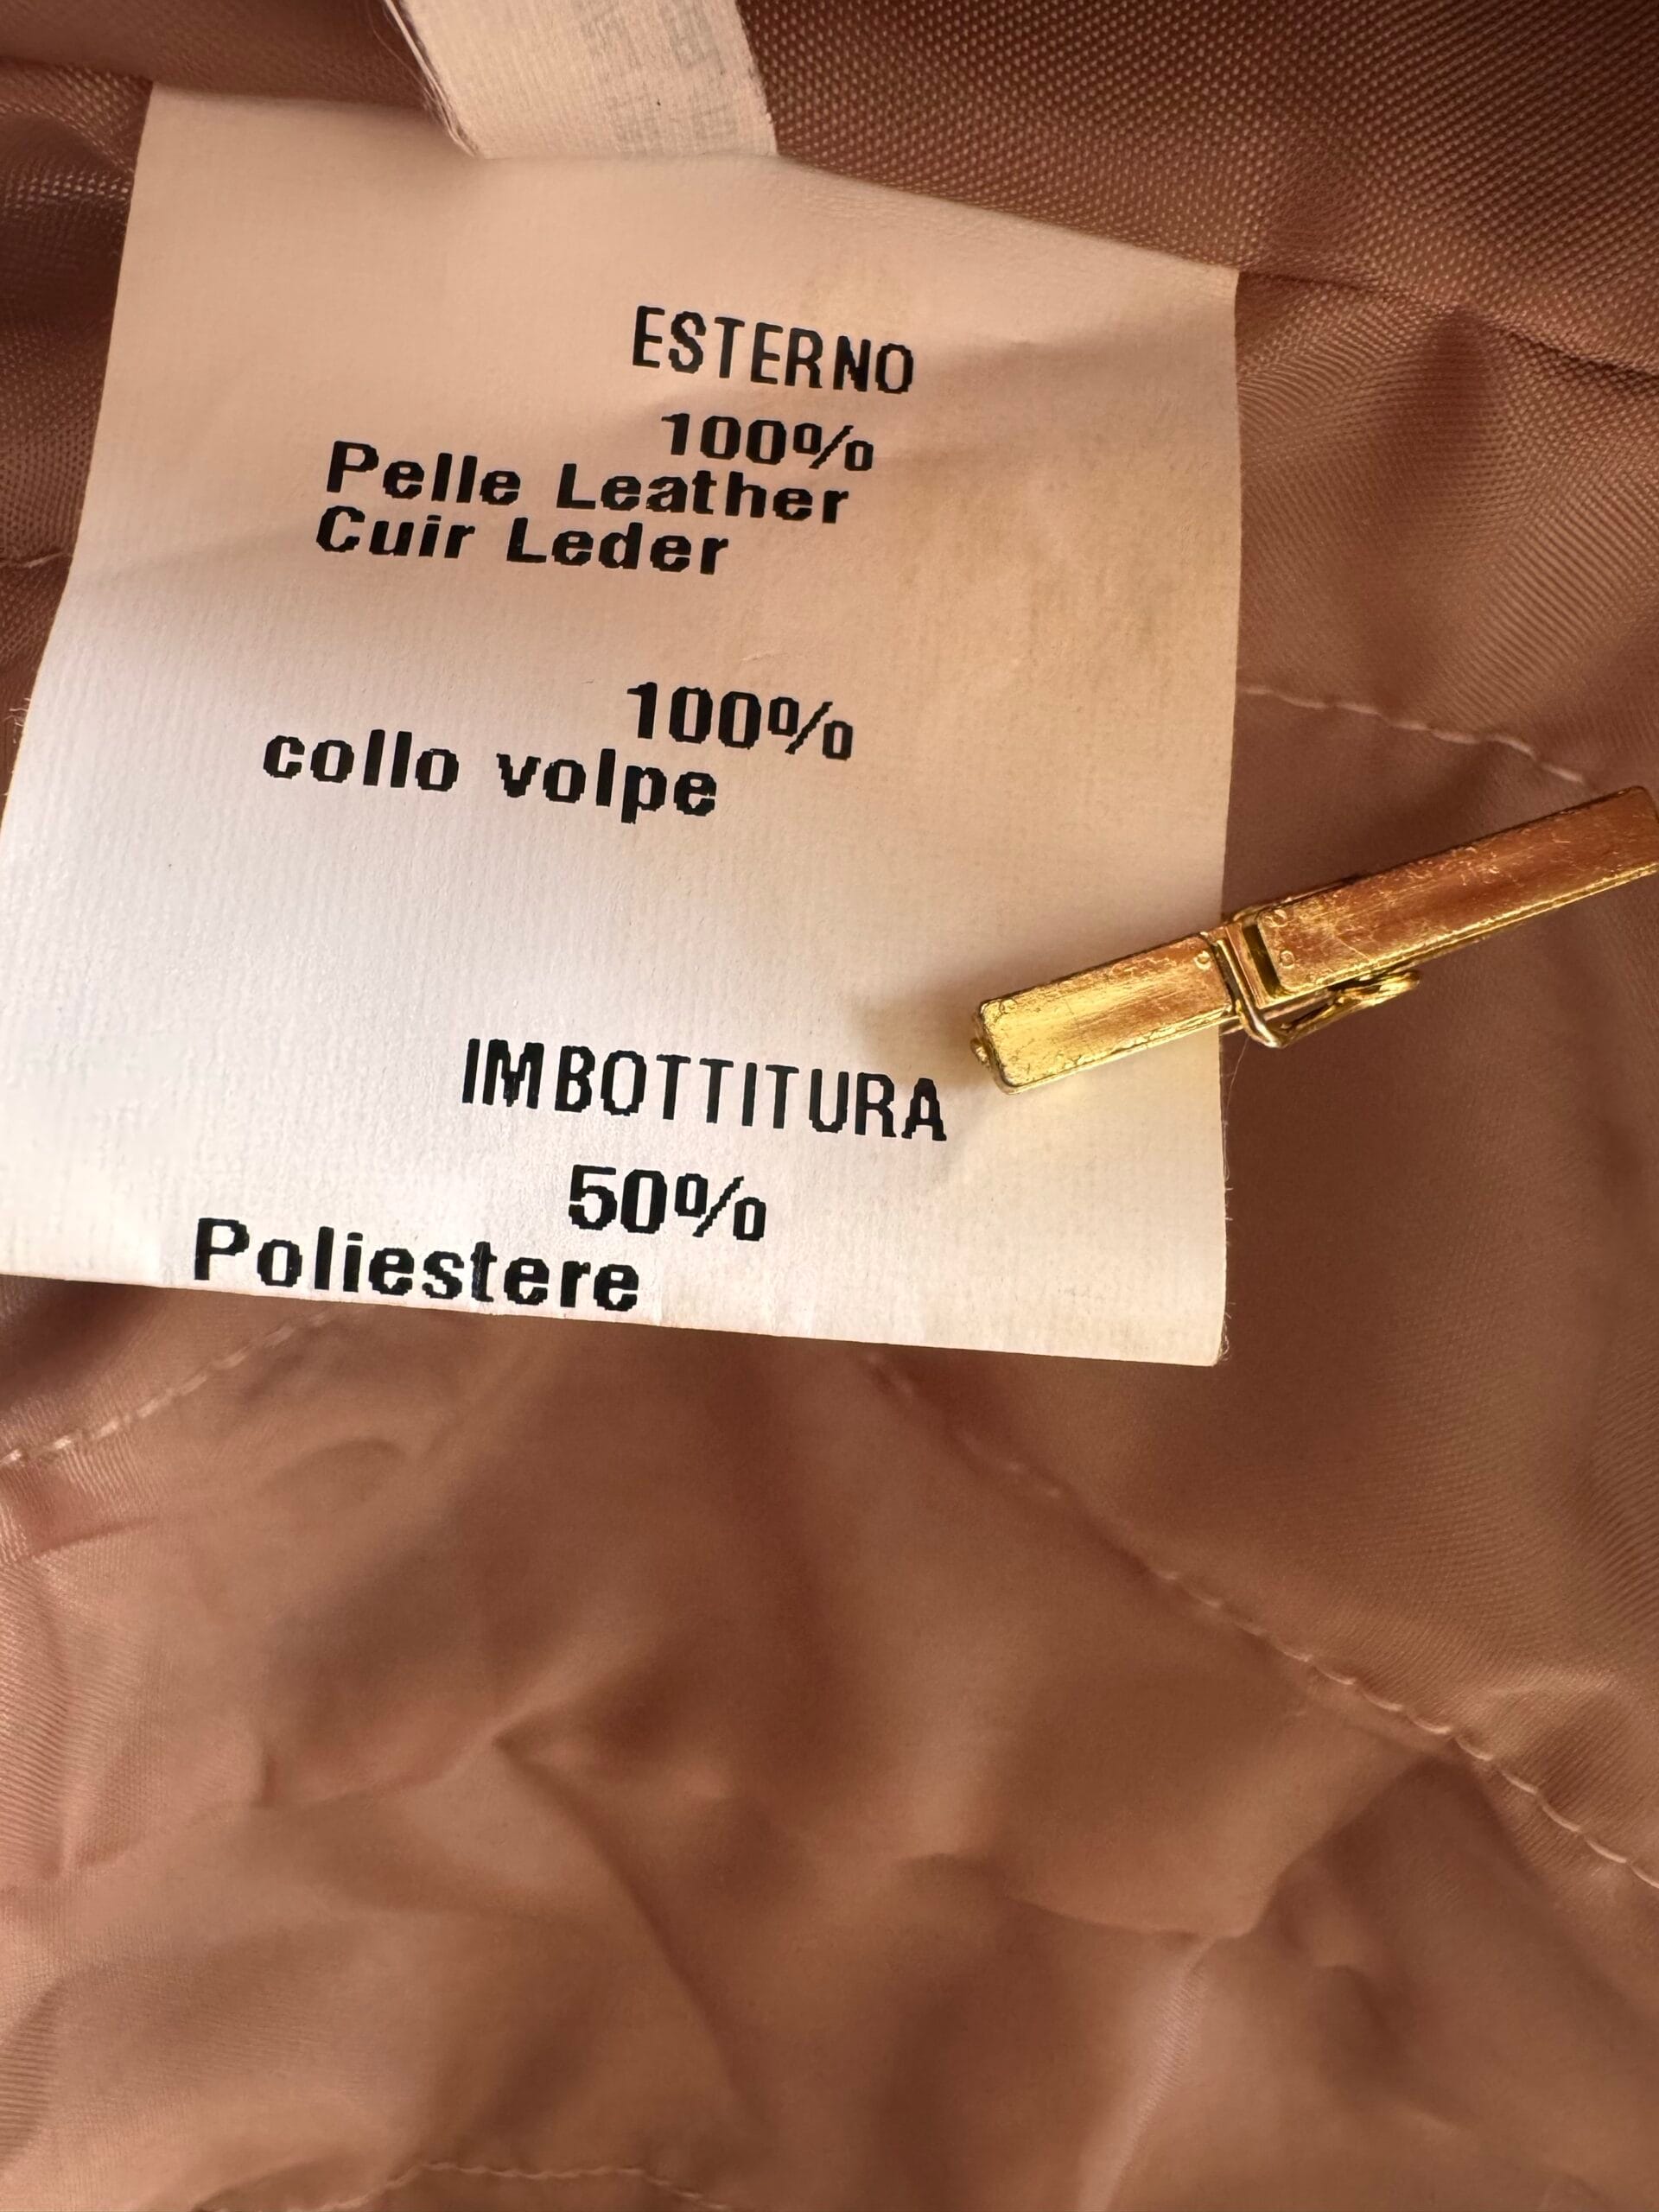 ESTERNO
100%
Pelle Leather
Cuir Leder
100%
collo volpe
IMBOTTITURA
50%
Poliestere